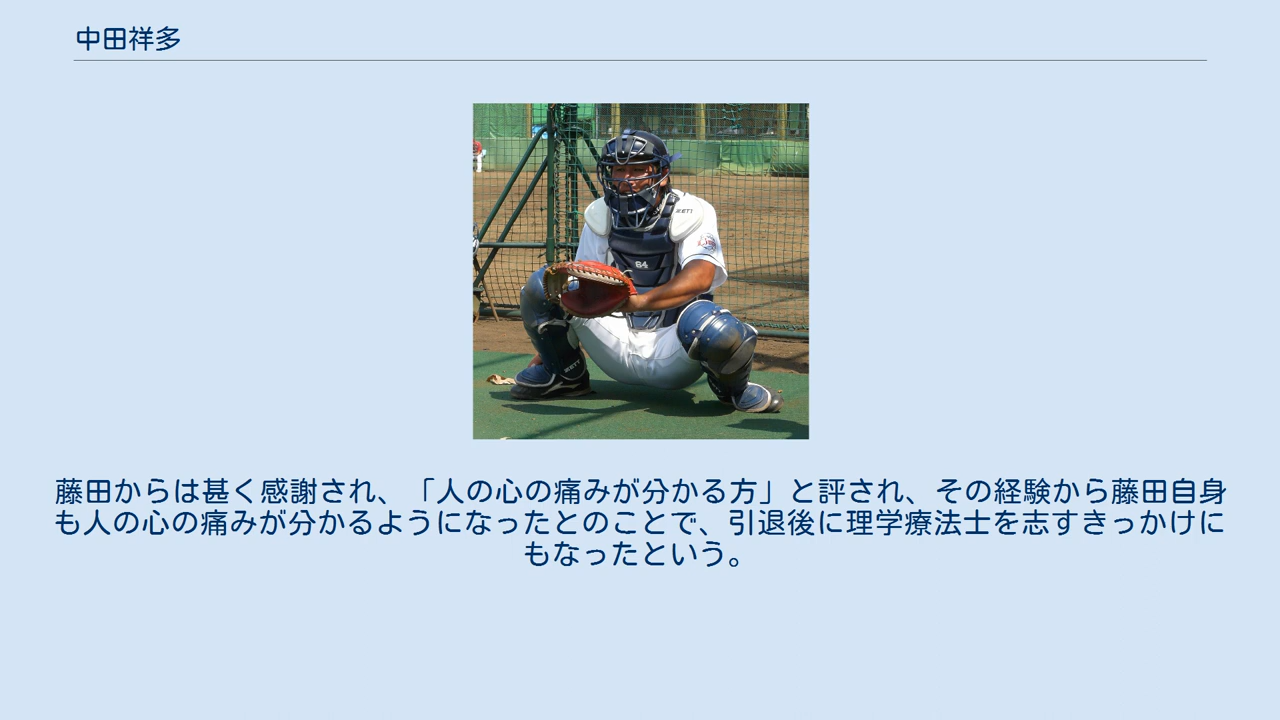 中田祥多
ZETT
64
ZETT
藤田からは甚く感謝され、「人の心の痛みが分かる方」と評され、その経験から藤田自身
も人の心の痛みが分かるようになったとのことで、引退後に理学療法士を志すきっかけに
もなったという。